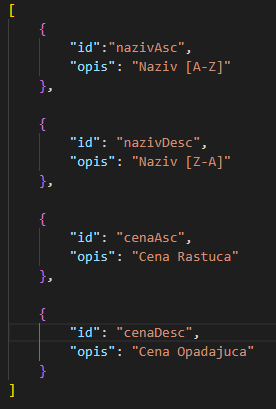 [
{
"id":"nazivAsc",
"opis": "Naziv [A-Z]"
},
{
"id": "nazivDesc",
"opis": "Naziv [Z-A]"
},
{
"id": "cenaAsc",
"opis": "Cena Rastuca"
},
{
"id": "cenaDesc",
"opis": "Cena Opadajuca"
}
]